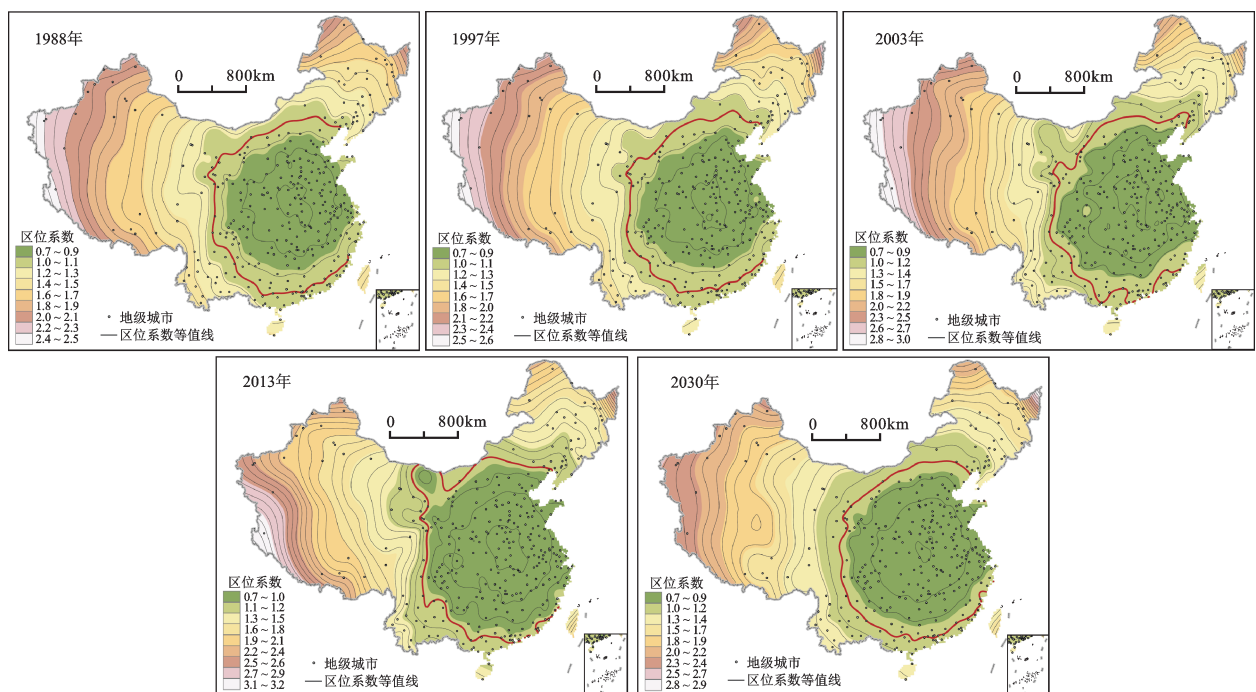 1988年
0 800km
区位系数
0.7~0.9
1.0~1.1
1.2~1.3
1.4~1.5
1.6~1.7
1.8~1.9
2.0~2.1
2.2~2.3
2.4~2.5
地级城市
区位系数等值线
1997年
0 800km
区位系数
0.7~0.9
1.0~1.1
1.2~1.3
1.4~1.5
1.6~1.7
1.8~2.0
2.1~2.2
2.3~2.4
2.5~2.6
地级城市
区位系数等值线
2003年
0 800km
区位系数
0.7~0.9
1.0~1.2
1.3~1.4
1.5~1.7
1.8~1.9
2.0~2.2
2.3~2.5
2.6~2.7
2.8~3.0
地级城市
区位系数等值线
2013年
0 800km
区位系数
0.7~1.0
1.1~1.2
1.3~1.5
1.6~1.8
1.9~2.1
2.2~2.4
2.5~2.6
2.7~2.9
3.1~3.2
地级城市
区位系数等值线
2030年
0 800km
区位系数
0.7~0.9
1.0~1.2
1.3~1.4
1.5~1.7
1.8~1.9
2.0~2.2
2.3~2.4
2.5~2.7
2.8~2.9
地级城市
区位系数等值线